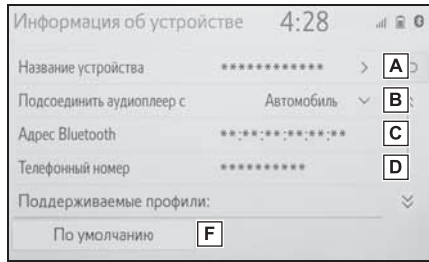 Информация об устройстве 4:28
Название устройства ************ > A
Подсоединить аудиоплеер с Автомобиль B
Адрес Bluetooth **:**:**:**:**:** C
Телефонный номер ********** D
Поддерживаемые профили:
По умолчанию F